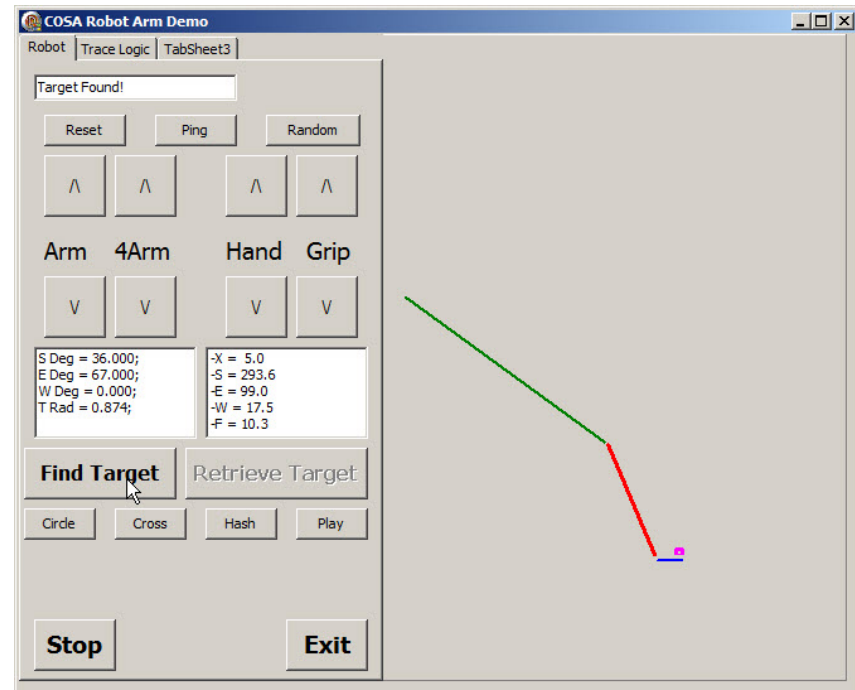 COSA Robot Arm Demo
Robot Trace Logic TabSheet3
Target Found!
Reset Ping Random
/\ /\ /\ /\
Arm 4Arm Hand Grip
\/ \/ \/ \/
S Deg = 36.000;
E Deg = 67.000;
W Deg = 0.000;
T Rad = 0.874;
-X = 5.0
-S = 293.6
-E = 99.0
-W = 17.5
-F = 10.3
Find Target Retrieve Target
Circle Cross Hash Play
Stop Exit